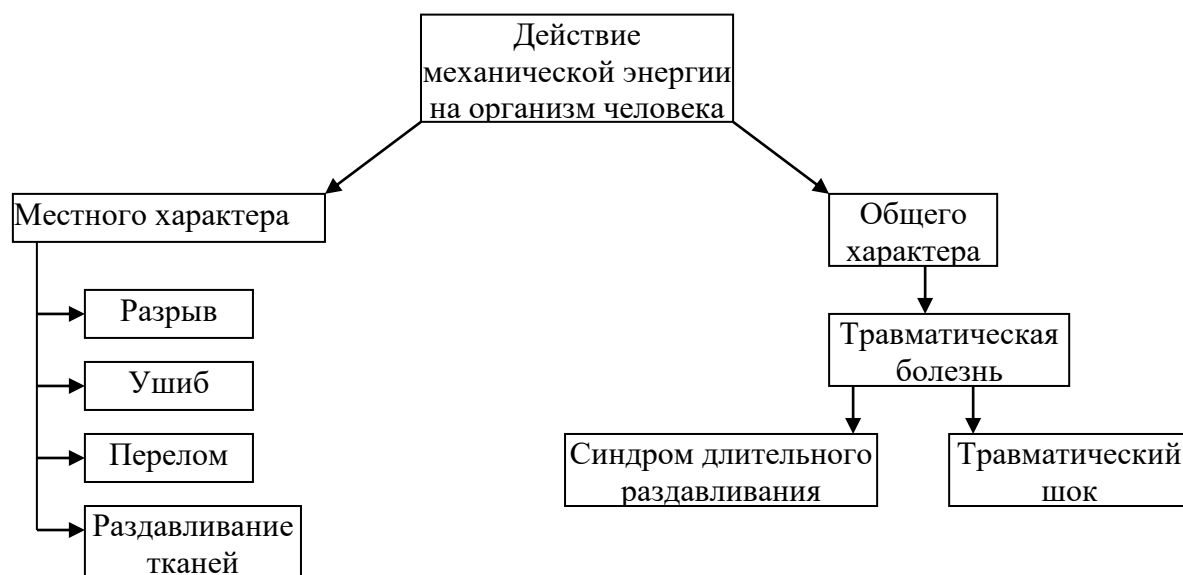 Действие
механической энергии
на организм человека
Местного характера
Общего
характера
Разрыв
Травматическая
болезнь
Ушиб
Перелом
Синдром длительного
раздавливания
Травматический
шок
Раздавливание
тканей